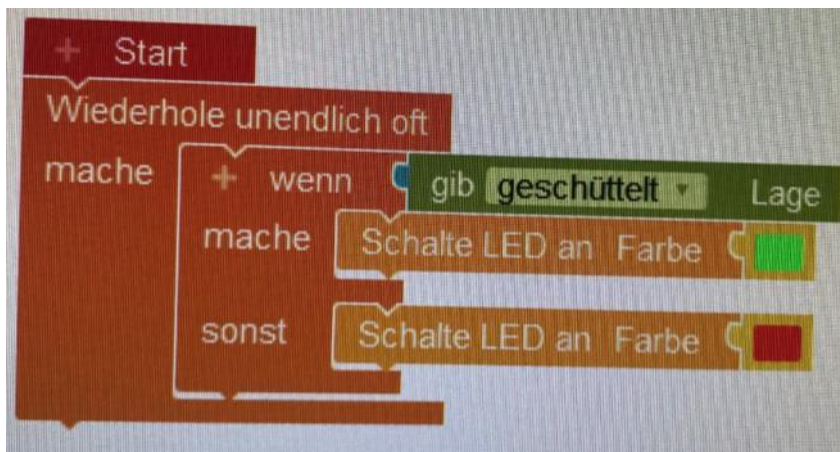 + Start
Wiederhole unendlich oft
mache + wenn gib geschüttelt Lage
mache Schalte LED an Farbe
sonst Schalte LED an Farbe